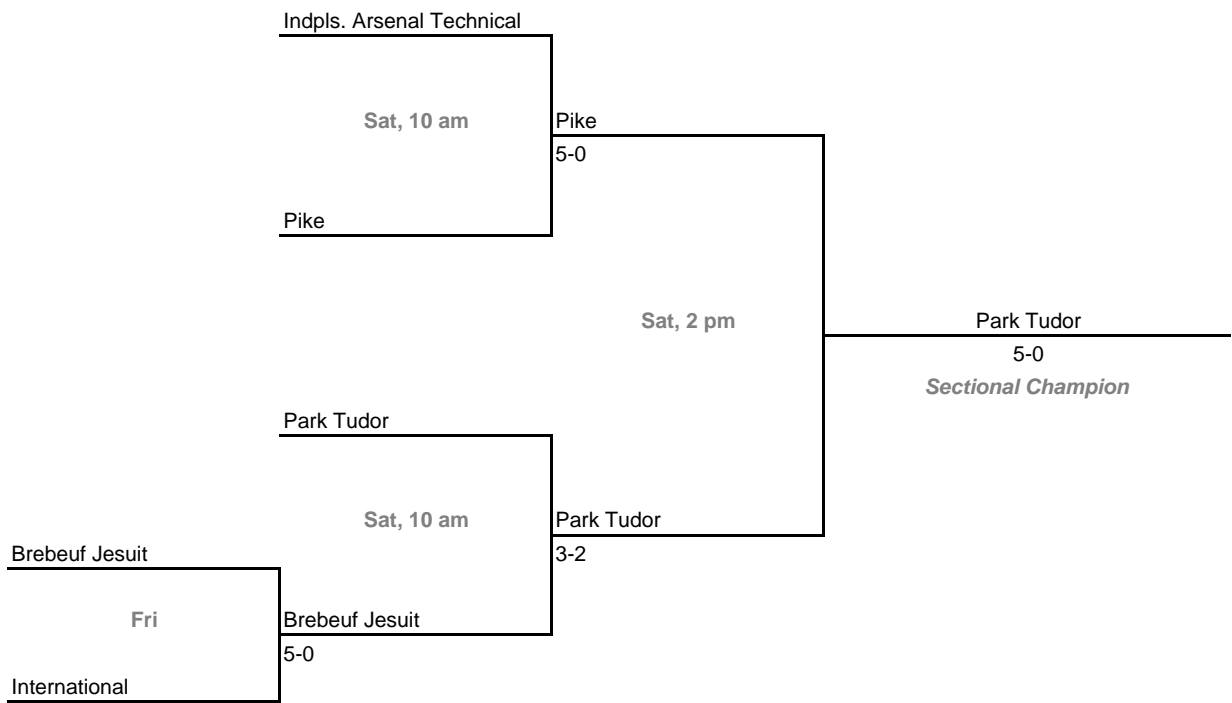 Indpls. Arsenal Technical
Sat, 10 am
Pike
5-0
Pike
Sat, 2 pm
Park Tudor
5-0
Sectional Champion
Park Tudor
Sat, 10 am
Park Tudor
3-2
Brebeuf Jesuit
Fri
Brebeuf Jesuit
5-0
International